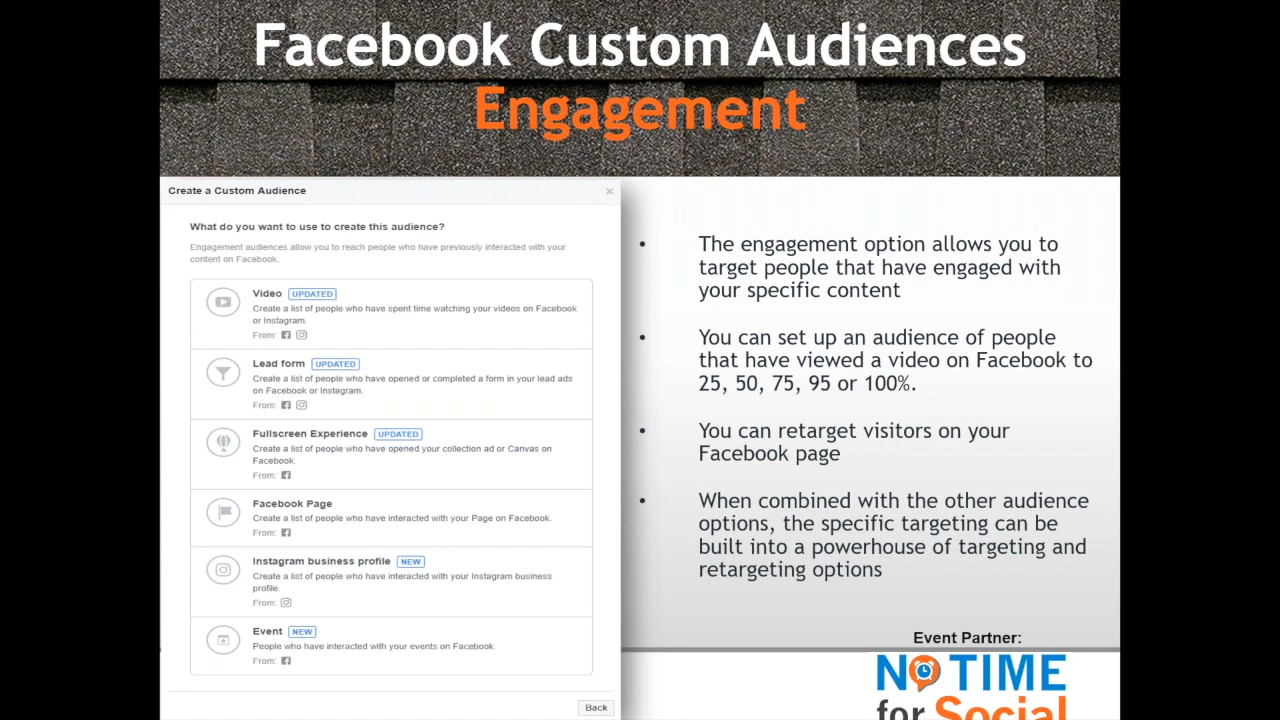 Facebook Custom Audiences
Engagement
Create a Custom Audience ×
What do you want to use to create this audience?
Engagement audiences allow you to reach people who have previously interacted with your
content on Facebook.
Video UPDATED
Create a list of people who have spent time watching your videos on Facebook
or Instagram.
From:
Lead form UPDATED
Create a list of people who have opened or completed a form in your lead ads
on Facebook or Instagram.
From:
Fullscreen Experience UPDATED
Create a list of people who have opened your collection ad or Canvas on
Facebook.
From:
Facebook Page
Create a list of people who have interacted with your Page on Facebook.
From:
Instagram business profile NEW
Create a list of people who have interacted with your Instagram business
profile.
From:
Event NEW
People who have interacted with your events on Facebook.
From:
Back
• The engagement option allows you to
target people that have engaged with
your specific content
• You can set up an audience of people
that have viewed a video on Facebook to
25, 50, 75, 95 or 100%.
• You can retarget visitors on your
Facebook page
• When combined with the other audience
options, the specific targeting can be
built into a powerhouse of targeting and
retargeting options
Event Partner:
NO TIME
for Social